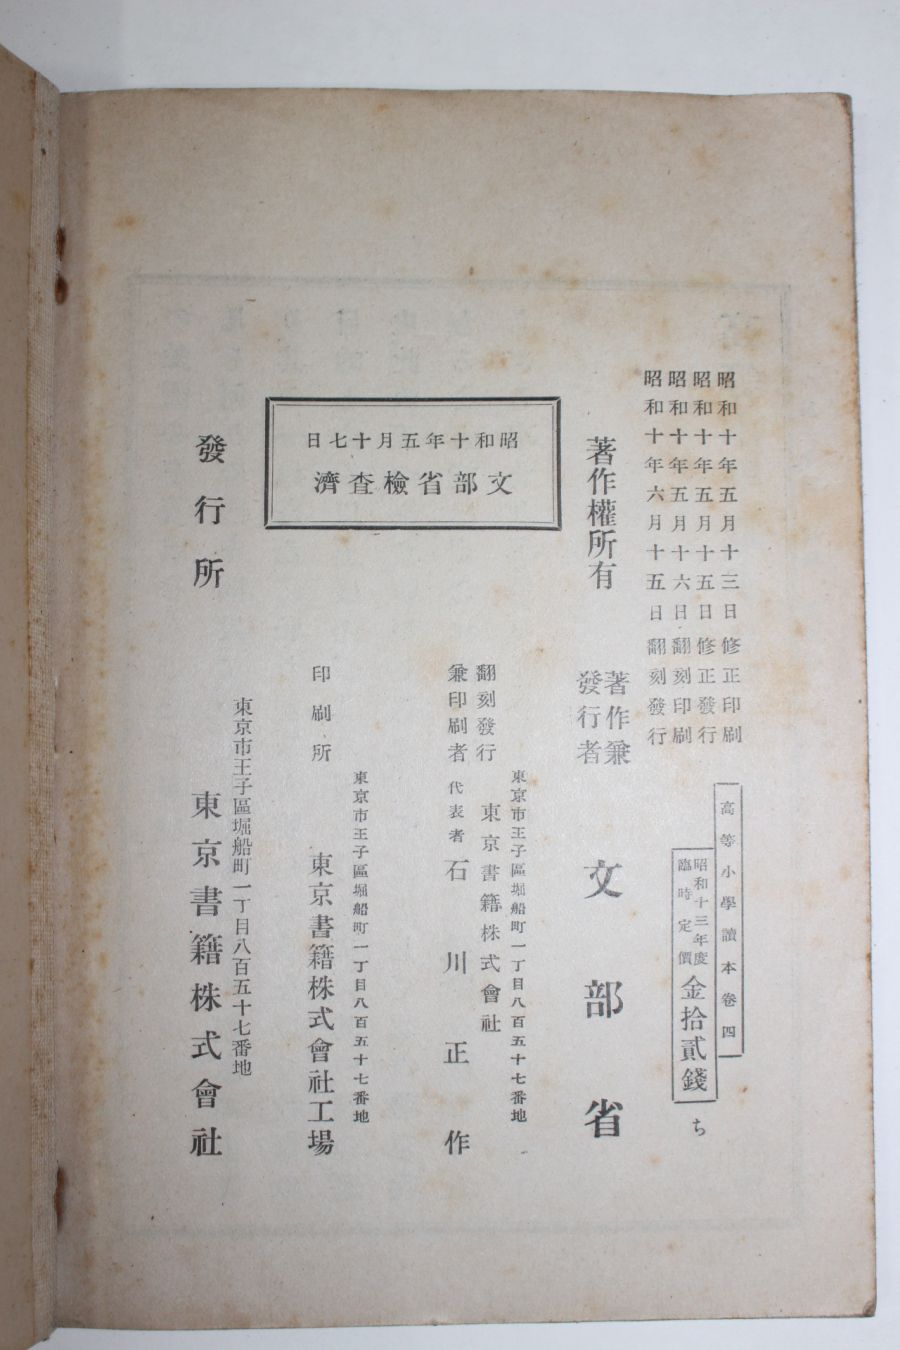 昭和十年五月十三日修正印刷
昭和十年五月十五日修正發行
昭和十年五月十六日翻刻印刷
昭和十年六月十五日翻刻發行
高等小學讀本卷四
昭和十三年度
臨時定價
金拾貳錢
ち
著作權所有
著作兼
發行者
文部省
東京市王子區堀船町一丁目八百五十七番地
翻刻發行
兼印刷者
東京書籍株式會社
代表者 石川正作
昭和十年五月十七日
文部省檢査濟
東京市王子區堀船町一丁目八百五十七番地
印刷所
東京書籍株式會社工場
東京市王子區堀船町一丁目八百五十七番地
發行所
東京書籍株式會社